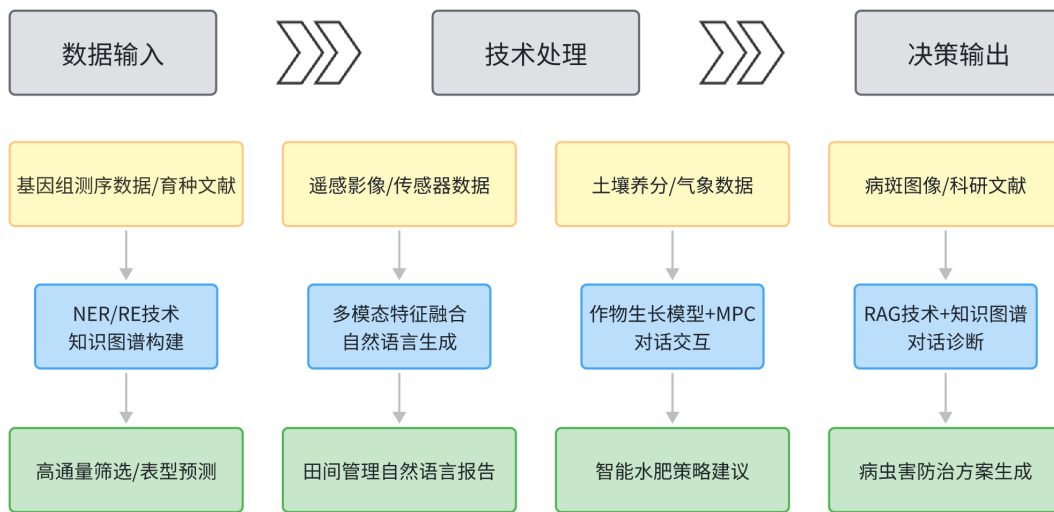 数据输入
技术处理
决策输出
基因组测序数据/育种文献
遥感影像/传感器数据
土壤养分/气象数据
病斑图像/科研文献
NER/RE技术
知识图谱构建
多模态特征融合
自然语言生成
作物生长模型+MPC
对话交互
RAG技术+知识图谱
对话诊断
高通量筛选/表型预测
田间管理自然语言报告
智能水肥策略建议
病虫害防治方案生成